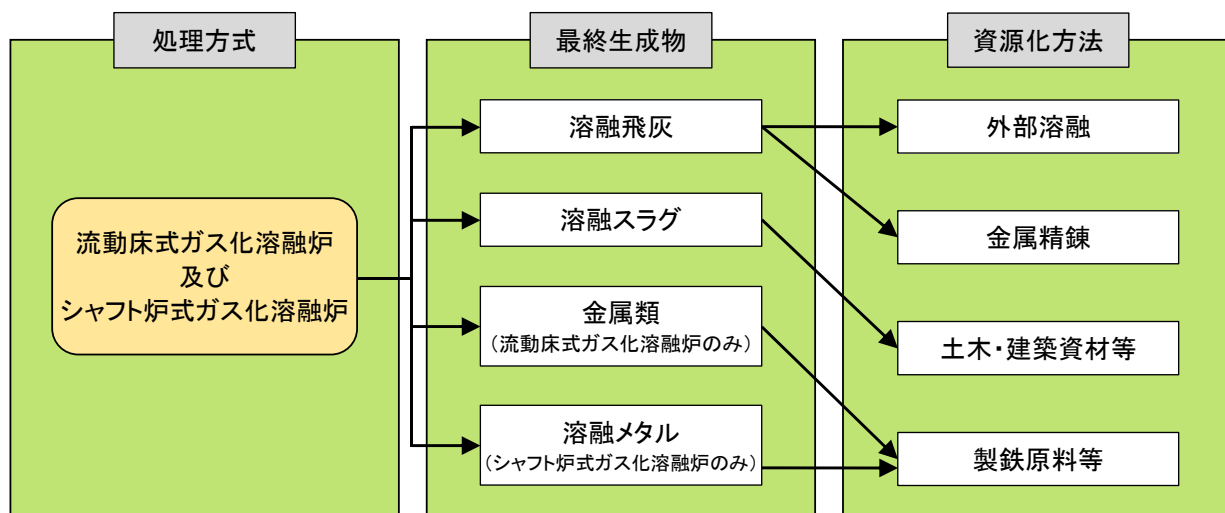 処理方式
最終生成物
資源化方法
流動床式ガス化溶融炉
及び
シャフト炉式ガス化溶融炉
溶融飛灰
溶融スラグ
金属類
（流動床式ガス化溶融炉のみ）
溶融メタル
（シャフト炉式ガス化溶融炉のみ）
外部溶融
金属精錬
土木・建築資材等
製鉄原料等